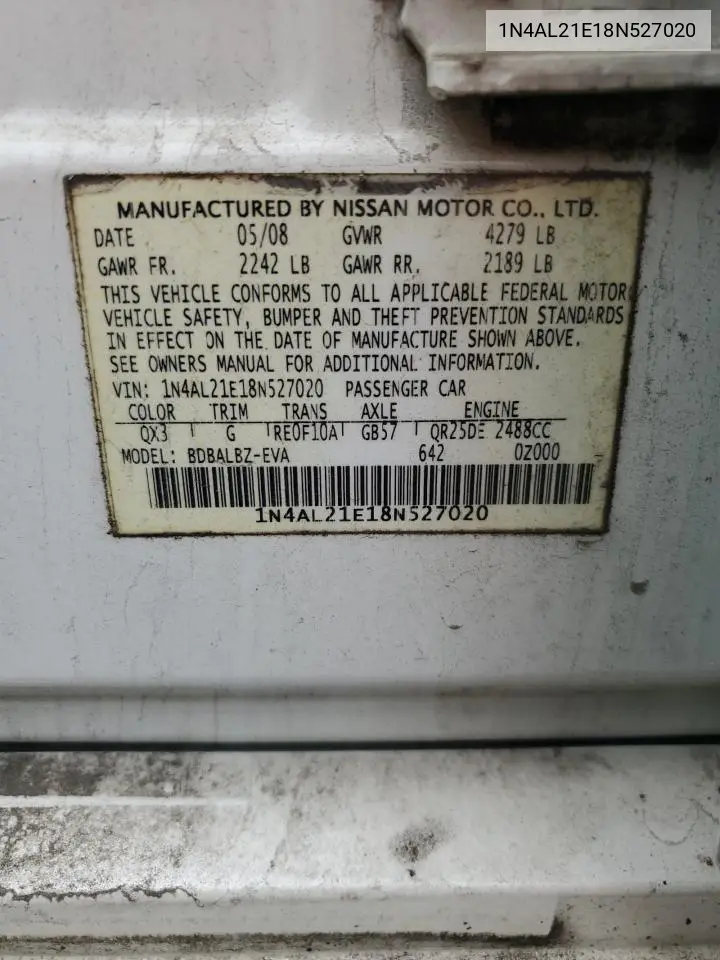 1N4AL21E18N527020
MANUFACTURED BY NISSAN MOTOR CO., LTD.
DATE 05/08 GVWR 4279 LB
GAWR FR. 2242 LB GAWR RR. 2189 LB
THIS VEHICLE CONFORMS TO ALL APPLICABLE FEDERAL MOTOR
VEHICLE SAFETY, BUMPER AND THEFT PREVENTION STANDARDS
IN EFFECT ON THE DATE OF MANUFACTURE SHOWN ABOVE.
SEE OWNERS MANUAL FOR ADDITIONAL INFORMATION.
VIN: 1N4AL21E18N527020 PASSENGER CAR
COLOR TRIM TRANS AXLE ENGINE
QX3 G RE0F10A GB57 QR25DE 2488CC
MODEL: BDBALBZ-EVA 642 0Z000
1N4AL21E18N527020